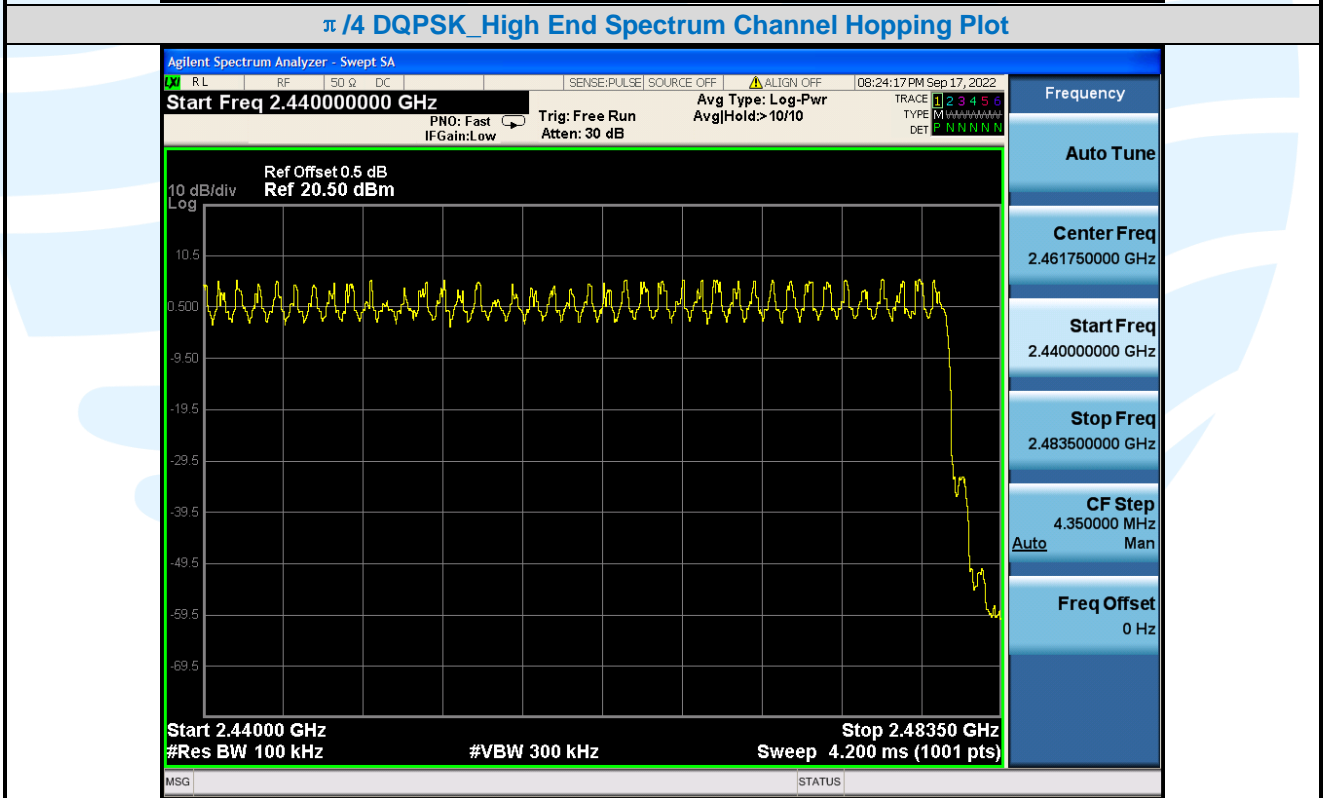 π/4 DQPSK_High End Spectrum Channel Hopping Plot
Agilent Spectrum Analyzer - Swept SA
LXI RL RF 50 Ω DC SENSE:PULSE SOURCE OFF ALIGN OFF 08:24:17 PM Sep 17, 2022
Start Freq 2.440000000 GHz
PNO: Fast
IFGain:Low
Trig: Free Run
Atten: 30 dB
Avg Type: Log-Pwr
Avg|Hold:>10/10
TRACE 1 2 3 4 5 6
TYPE M WWWWW
DET P N N N N N
Ref Offset 0.5 dB
10 dB/div Ref 20.50 dBm
Log
10.5
0.500
-9.50
-19.5
-29.5
-39.5
-49.5
-59.5
-69.5
Start 2.44000 GHz Stop 2.48350 GHz
#Res BW 100 kHz #VBW 300 kHz Sweep 4.200 ms (1001 pts)
MSG STATUS
Frequency
Auto Tune
Center Freq
2.461750000 GHz
Start Freq
2.440000000 GHz
Stop Freq
2.483500000 GHz
CF Step
4.350000 MHz
Auto Man
Freq Offset
0 Hz